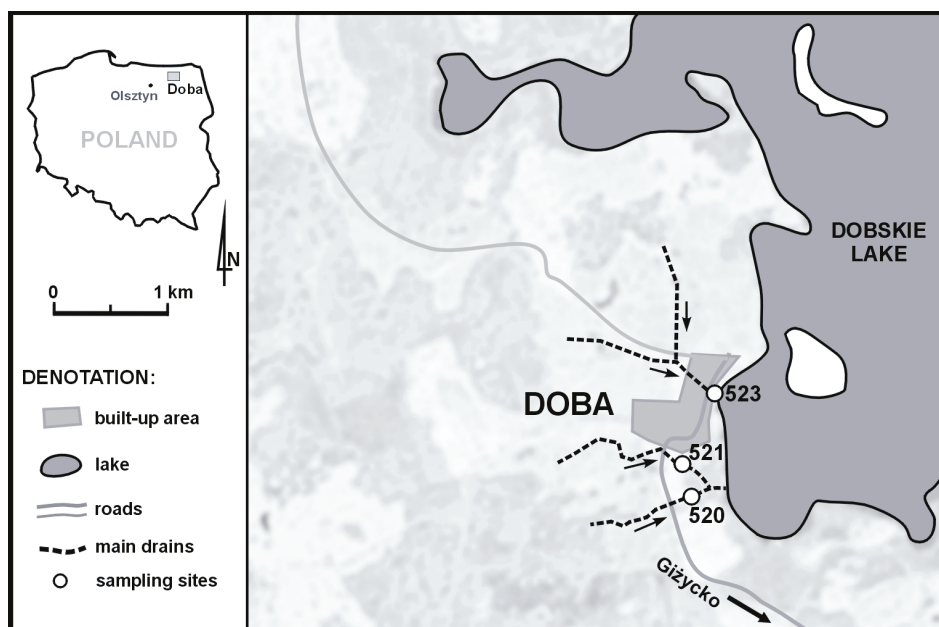 Olsztyn
Doba
POLAND
N
0 1 km
DENOTATION:
built-up area
lake
roads
main drains
sampling sites
DOBSKIE
LAKE
DOBA
523
521
520
Giżycko